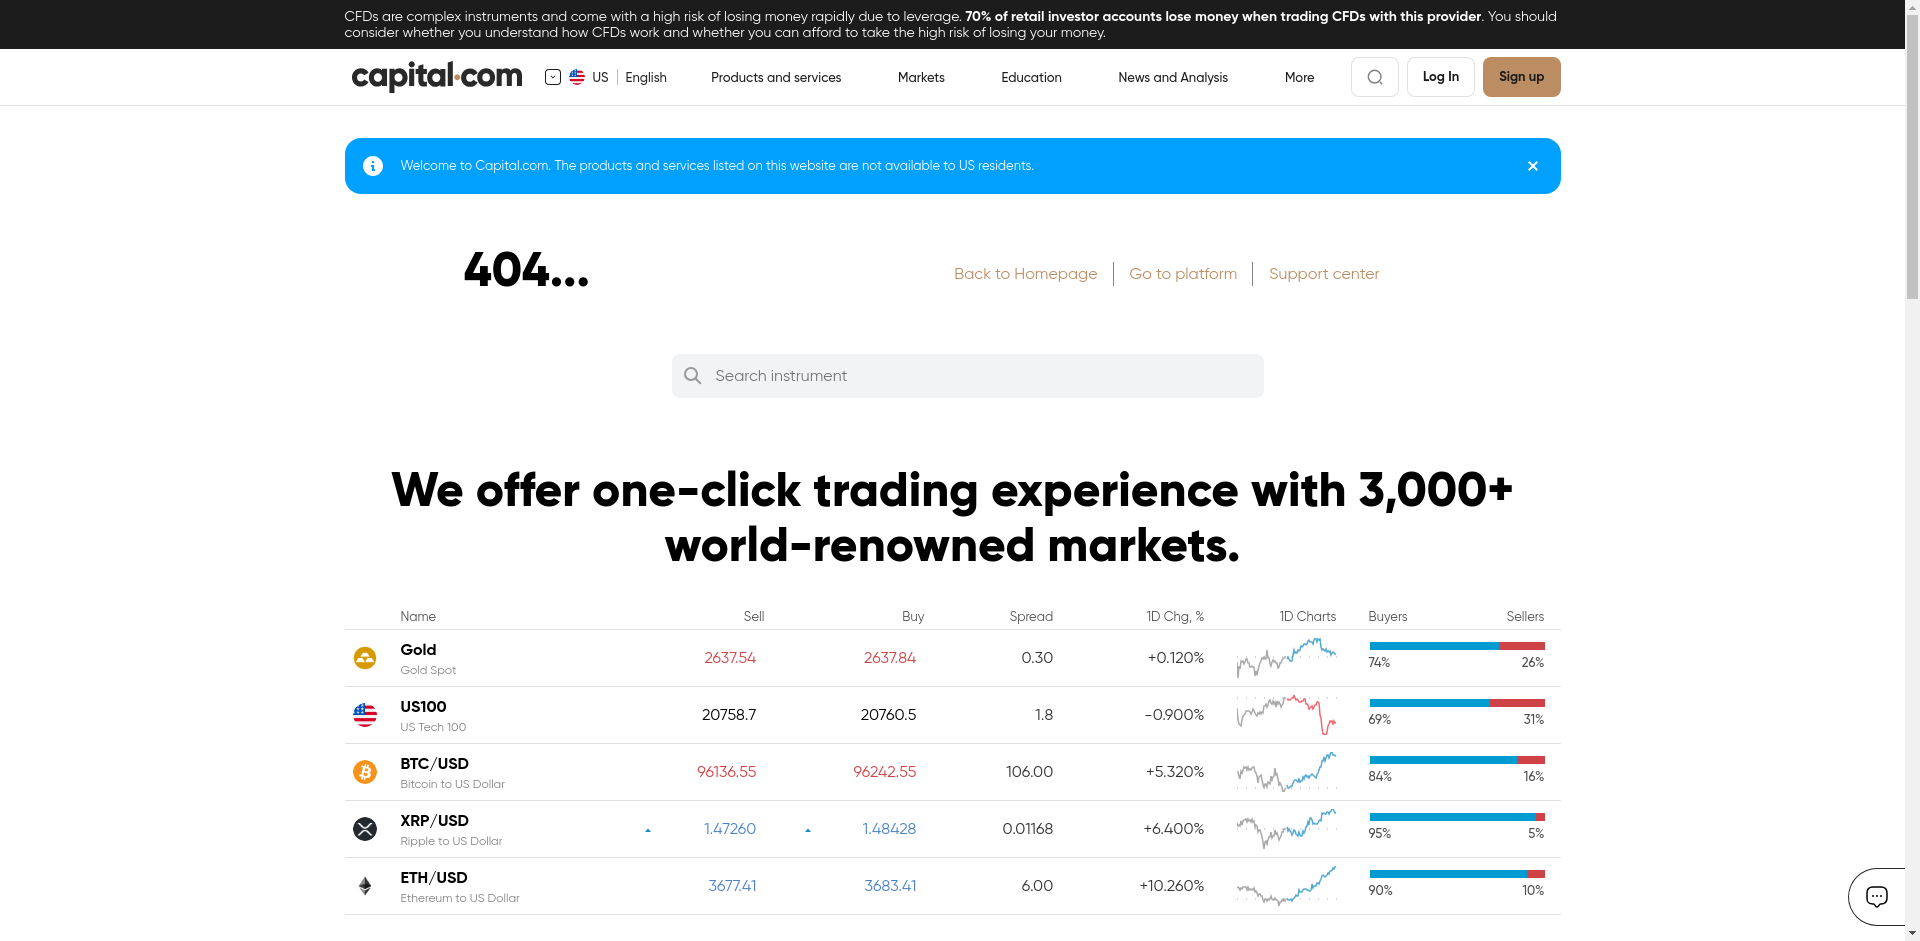 CFDs are complex instruments and come with a high risk of losing money rapidly due to leverage. 70% of retail investor accounts lose money when trading CFDs with this provider. You should
consider whether you understand how CFDs work and whether you can afford to take the high risk of losing your money.
capital.com US English Products and services Markets Education News and Analysis More Log In Sign up
Welcome to Capital.com. The products and services listed on this website are not available to US residents.
404... Back to Homepage Go to platform Support center
Search instrument
We offer one-click trading experience with 3,000+
world-renowned markets.
Name Sell Buy Spread 1D Chg, % 1D Charts Buyers Sellers
Gold
Gold Spot
2637.54 2637.84 0.30 +0.120% 74% 26%
US100
US Tech 100
20758.7 20760.5 1.8 -0.900% 69% 31%
BTC/USD
Bitcoin to US Dollar
96136.55 96242.55 106.00 +5.320% 84% 16%
XRP/USD
Ripple to US Dollar
1.47260 1.48428 0.01168 +6.400% 95% 5%
ETH/USD
Ethereum to US Dollar
3677.41 3683.41 6.00 +10.260% 90% 10%